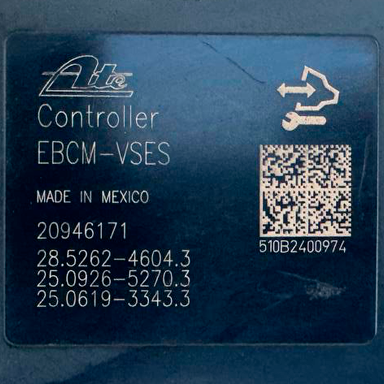 Ate
Controller
EBCM-VSES
MADE IN MEXICO
20946171
28.5262-4604.3
25.0926-5270.3
25.0619-3343.3
510B2400974